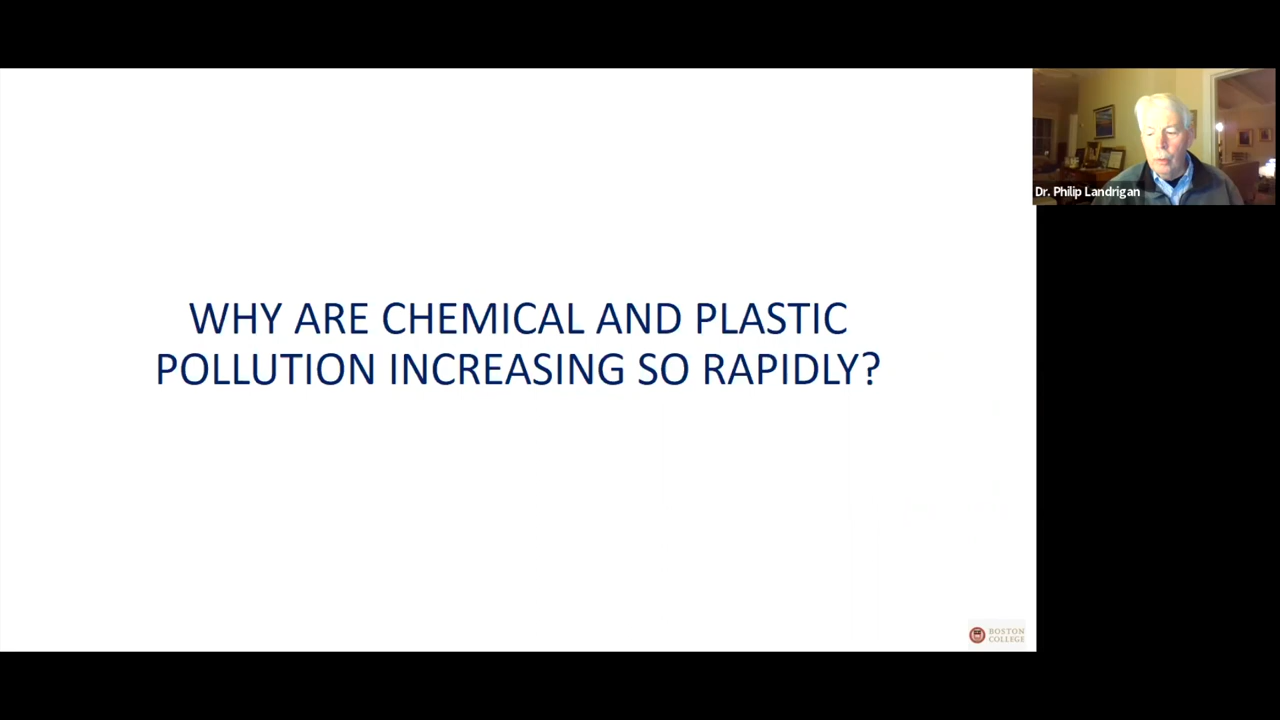 WHY ARE CHEMICAL AND PLASTIC
POLLUTION INCREASING SO RAPIDLY?
Dr. Philip Landrigan
BOSTON
COLLEGE